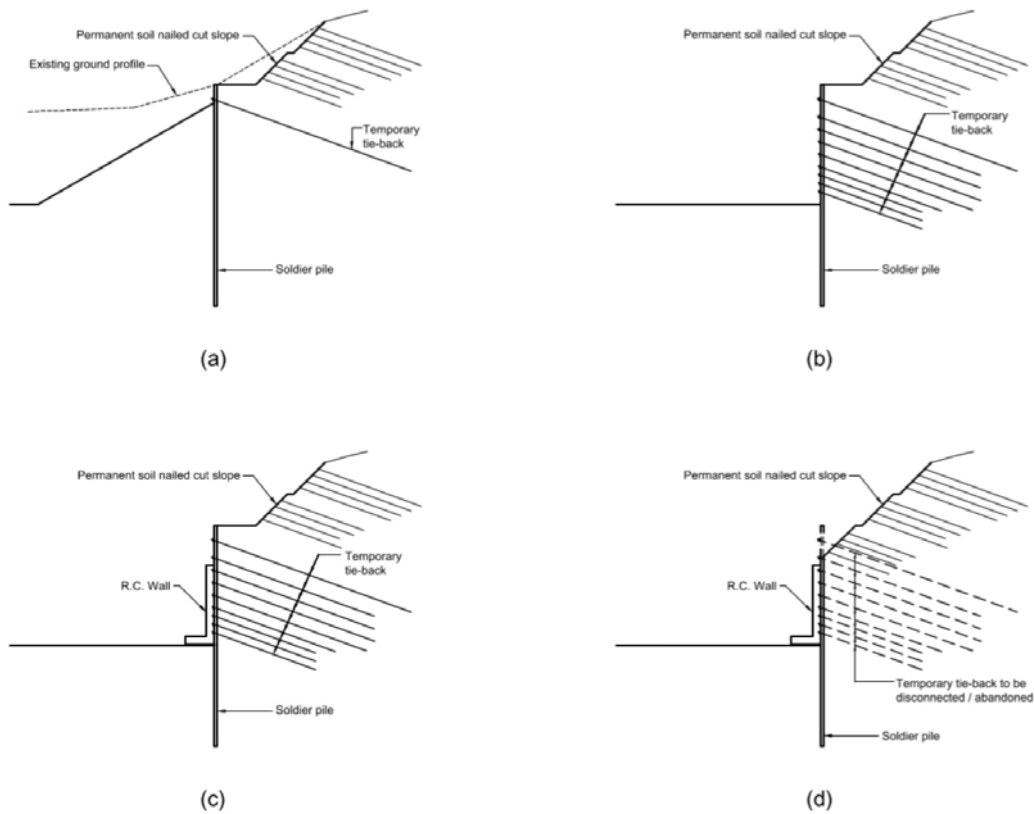 Permanent soil nailed cut slope
Existing ground profile
Temporary
tie-back
Soldier pile
(a)
Permanent soil nailed cut slope
Temporary
tie-back
Soldier pile
(b)
Permanent soil nailed cut slope
Temporary
tie-back
R.C. Wall
Soldier pile
(c)
Permanent soil nailed cut slope
R.C. Wall
Temporary tie-back to be
disconnected / abandoned
Soldier pile
(d)